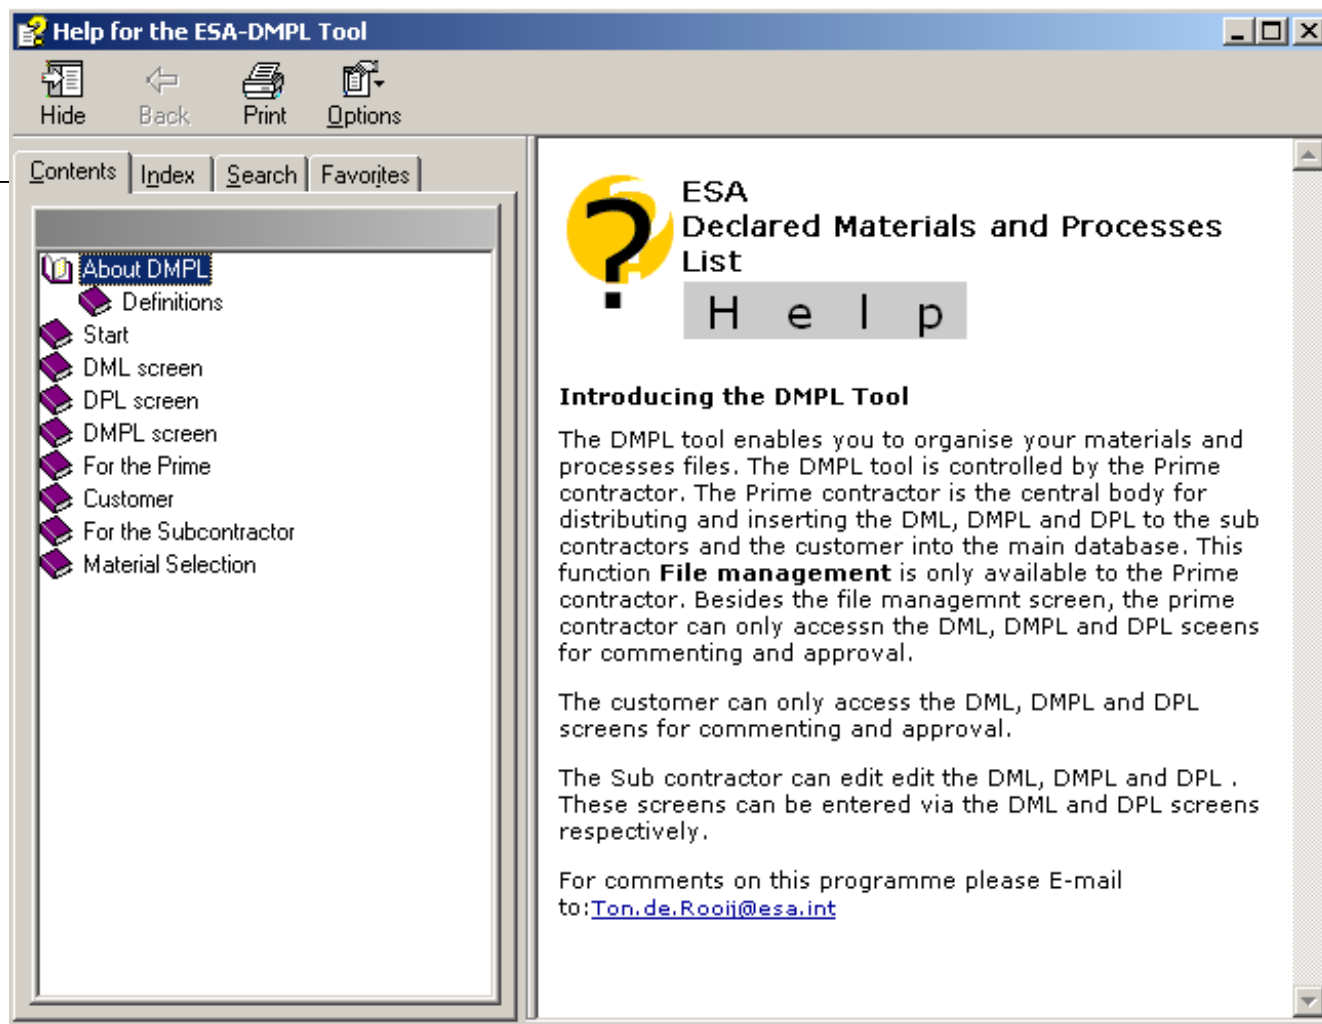 Help for the ESA-DMPL Tool
Hide Back Print Options
Contents Index Search Favorites
About DMPL
Definitions
Start
DML screen
DPL screen
DMPL screen
For the Prime
Customer
For the Subcontractor
Material Selection
ESA
Declared Materials and Processes
List
H e l p
Introducing the DMPL Tool
The DMPL tool enables you to organise your materials and
processes files. The DMPL tool is controlled by the Prime
contractor. The Prime contractor is the central body for
distributing and inserting the DML, DMPL and DPL to the sub
contractors and the customer into the main database. This
function File management is only available to the Prime
contractor. Besides the file managemnt screen, the prime
contractor can only accessn the DML, DMPL and DPL sceens
for commenting and approval.
The customer can only access the DML, DMPL and DPL
screens for commenting and approval.
The Sub contractor can edit edit the DML, DMPL and DPL .
These screens can be entered via the DML and DPL screens
respectively.
For comments on this programme please E-mail
to:Ton.de.Rooij@esa.int